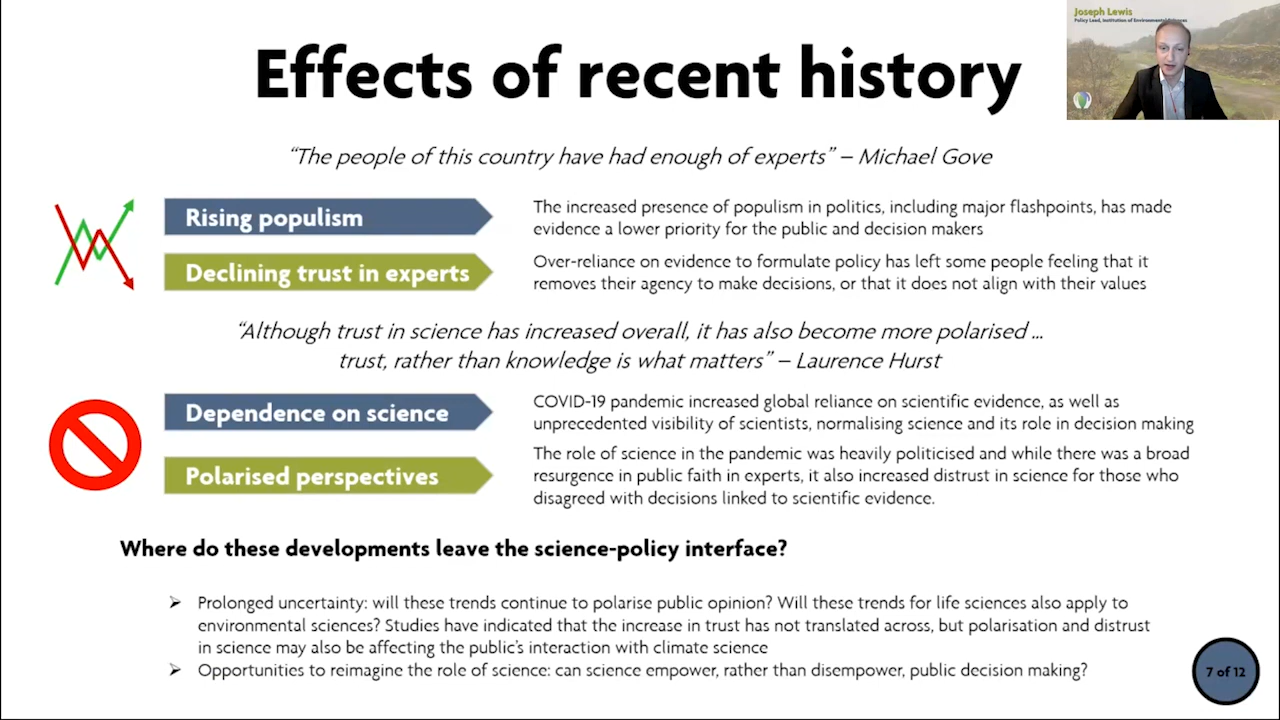 Joseph Lewis
Policy Lead, Institution of Environmental Sciences
Effects of recent history
“The people of this country have had enough of experts” – Michael Gove
Rising populism
The increased presence of populism in politics, including major flashpoints, has made
evidence a lower priority for the public and decision makers
Declining trust in experts
Over-reliance on evidence to formulate policy has left some people feeling that it
removes their agency to make decisions, or that it does not align with their values
“Although trust in science has increased overall, it has also become more polarised ...
trust, rather than knowledge is what matters” – Laurence Hurst
Dependence on science
COVID-19 pandemic increased global reliance on scientific evidence, as well as
unprecedented visibility of scientists, normalising science and its role in decision making
Polarised perspectives
The role of science in the pandemic was heavily politicised and while there was a broad
resurgence in public faith in experts, it also increased distrust in science for those who
disagreed with decisions linked to scientific evidence.
Where do these developments leave the science-policy interface?
➢ Prolonged uncertainty: will these trends continue to polarise public opinion? Will these trends for life sciences also apply to
environmental sciences? Studies have indicated that the increase in trust has not translated across, but polarisation and distrust
in science may also be affecting the public’s interaction with climate science
➢ Opportunities to reimagine the role of science: can science empower, rather than disempower, public decision making?
7 of 12